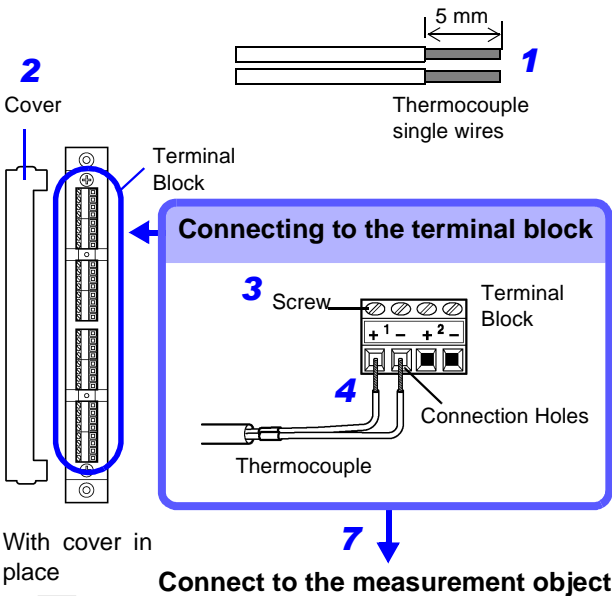 5 mm
1
2
Cover
Thermocouple
single wires
Terminal
Block
Connecting to the terminal block
3
Screw
Terminal
Block
+ 1 - + 2 -
4
Connection Holes
Thermocouple
7
With cover in
place
Connect to the measurement object